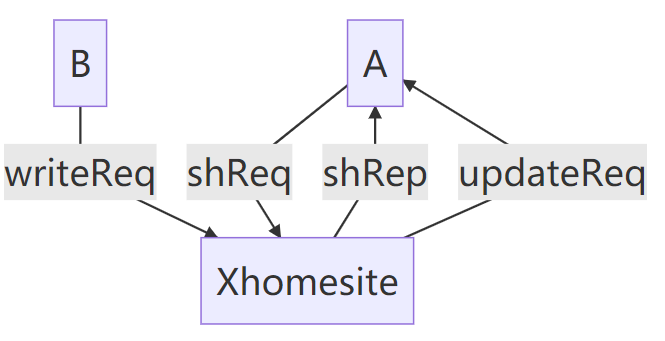 B
A
writeReq
shReq
shRep
updateReq
Xhomesite